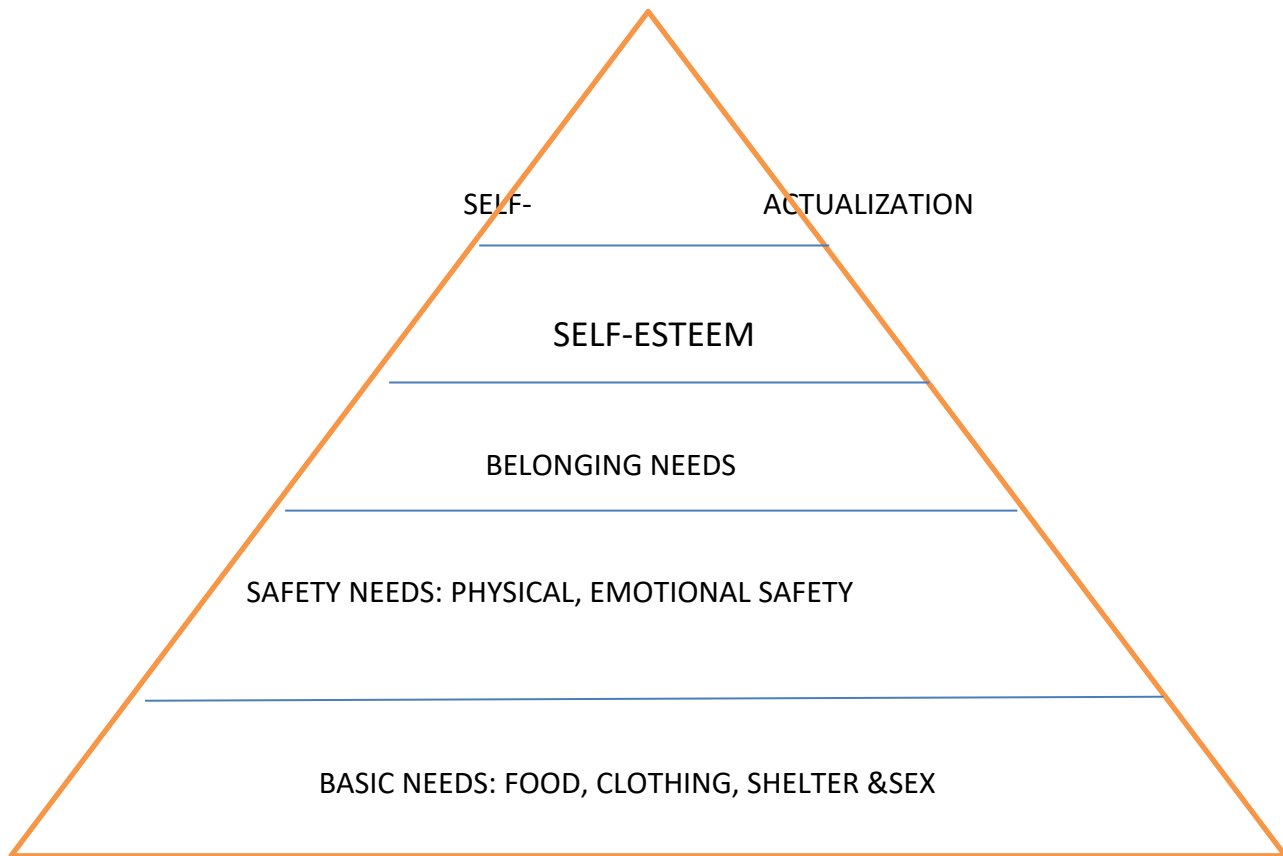 SELF- ACTUALIZATION
SELF-ESTEEM
BELONGING NEEDS
SAFETY NEEDS: PHYSICAL, EMOTIONAL SAFETY
BASIC NEEDS: FOOD, CLOTHING, SHELTER &SEX